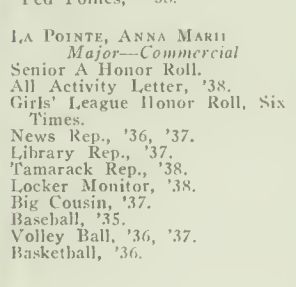 LA POINTE, ANNA MARII
Major—Commercial
Senior A Honor Roll.
All Activity Letter, '38.
Girls' League Honor Roll, Six
Times.
News Rep., '36, '37.
Library Rep., '37.
Tamarack Rep., '38.
Locker Monitor, '38.
Big Cousin, '37.
Baseball, '35.
Volley Ball, '36, '37.
Basketball, '36.